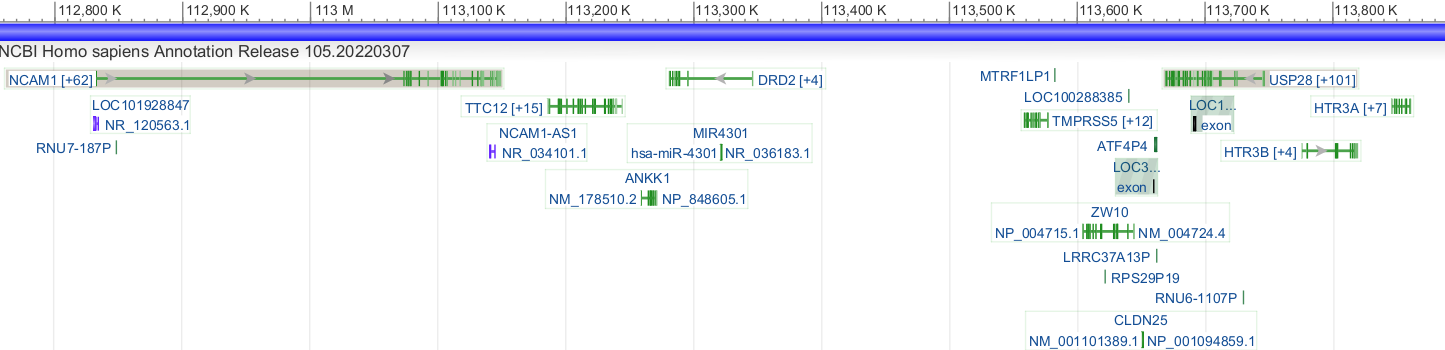 112,800 K 112,900 K 113 M 113,100 K 113,200 K 113,300 K 113,400 K 113,500 K 113,600 K 113,700 K 113,800 K
NCBI Homo sapiens Annotation Release 105.20220307
NCAM1 [+62]
LOC101928847
NR_120563.1
RNU7-187P
TTC12 [+15]
NCAM1-AS1
NR_034101.1
DRD2 [+4]
MIR4301
hsa-miR-4301 NR_036183.1
ANKK1
NM_178510.2 NP_848605.1
MTRF1LP1
LOC100288385
TMPRSS5 [+12]
ATF4P4
LOC3...
exon
ZW10
NP_004715.1 NM_004724.4
LRRC37A13P
RPS29P19
RNU6-1107P
CLDN25
NM_001101389.1 NP_001094859.1
USP28 [+101]
LOC1...
exon
HTR3A [+7]
HTR3B [+4]